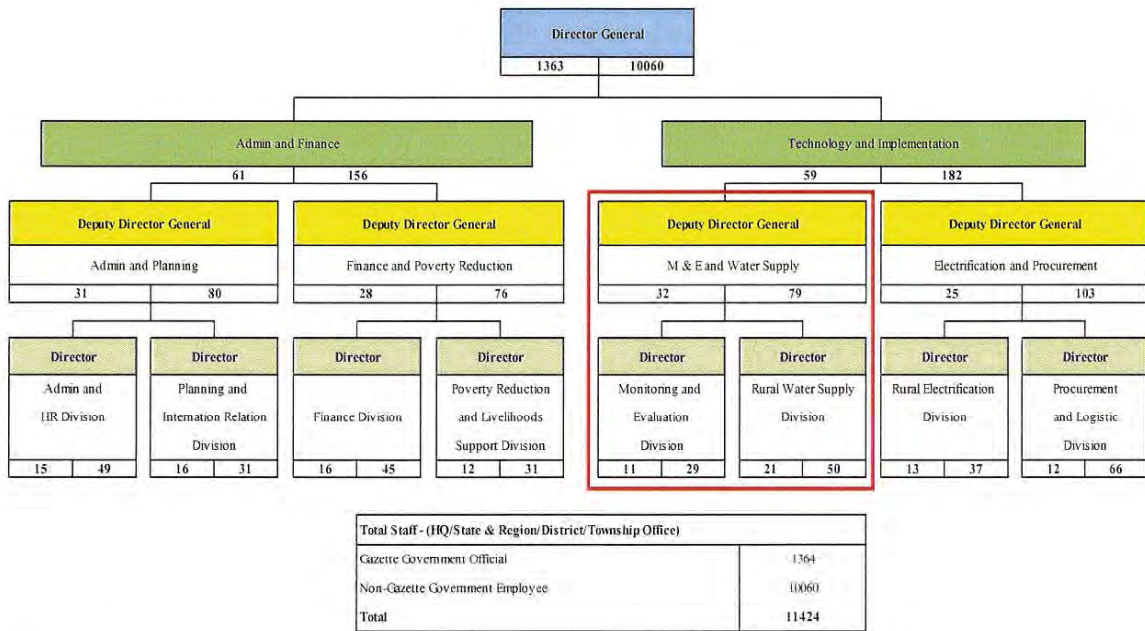 Director General
1363 10060
Admin and Finance
61 156
Technology and Implementation
59 182
Deputy Director General
Admin and Planning
31 80
Deputy Director General
Finance and Poverty Reduction
28 76
Deputy Director General
M & E and Water Supply
32 79
Deputy Director General
Electrification and Procurement
25 103
Director
Admin and
HR Division
15 49
Director
Planning and
Internation Relation
Division
16 31
Director
Finance Division
16 45
Director
Poverty Reduction
and Livelihoods
Support Division
12 31
Director
Monitoring and
Evaluation
Division
11 29
Director
Rural Water Supply
Division
21 50
Director
Rural Electrification
Division
13 37
Director
Procurement
and Logistic
Division
12 66
Total Staff - (HQ/State & Region/District/Township Office)
Gazette Government Official 1364
Non-Gazette Government Employee 10060
Total 11424